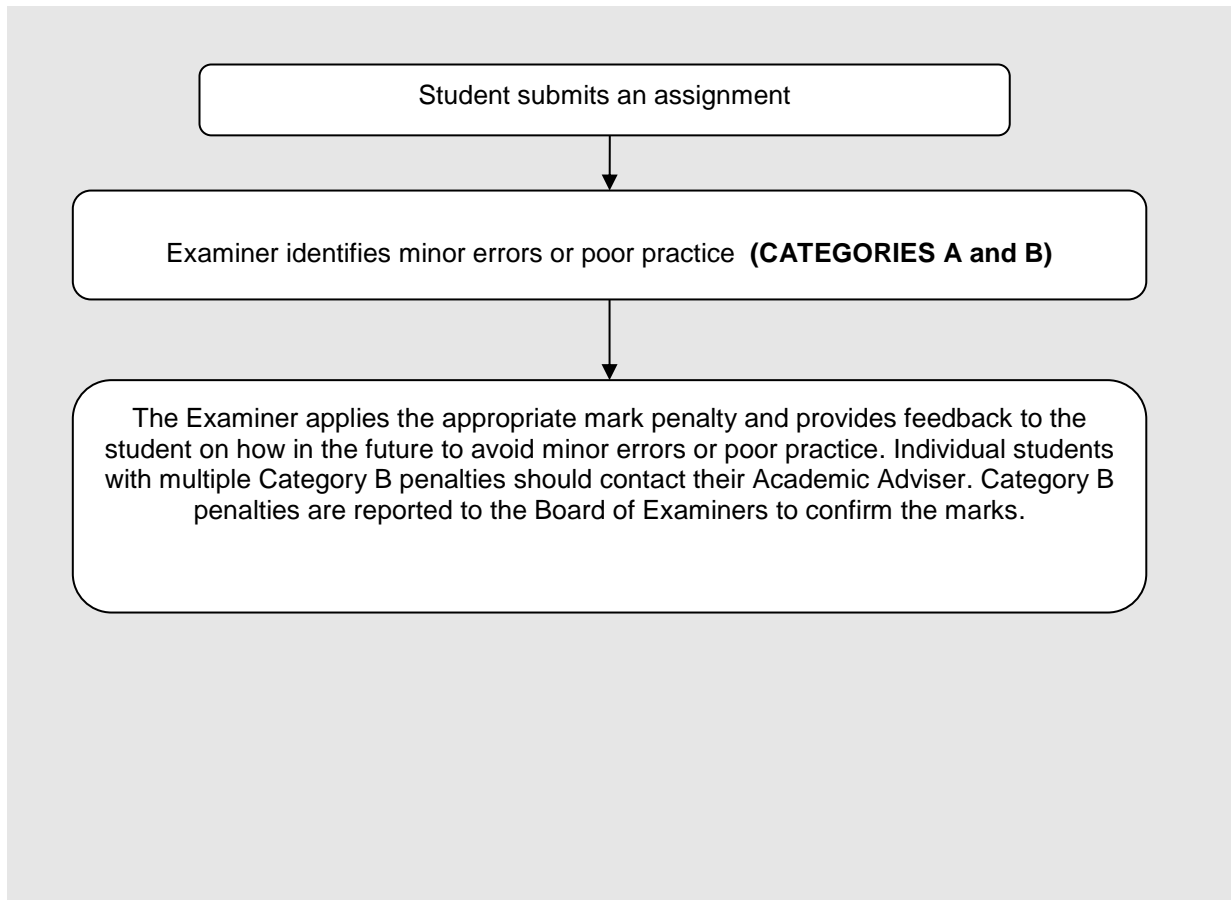 Student submits an assignment
Examiner identifies minor errors or poor practice (CATEGORIES A and B)
The Examiner applies the appropriate mark penalty and provides feedback to the
student on how in the future to avoid minor errors or poor practice. Individual students
with multiple Category B penalties should contact their Academic Adviser. Category B
penalties are reported to the Board of Examiners to confirm the marks.